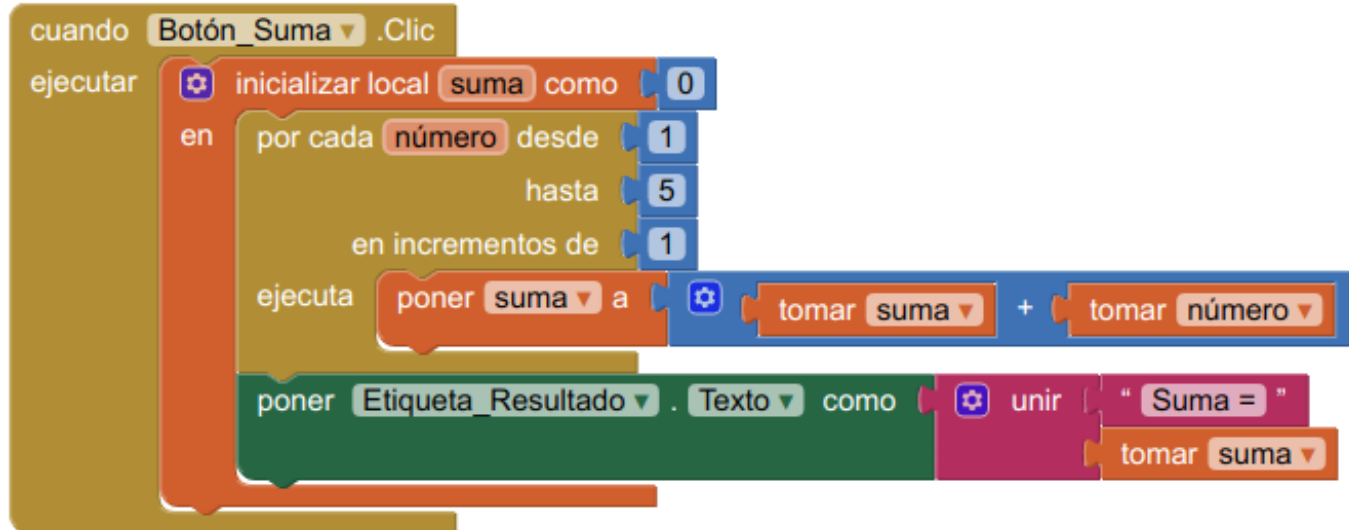 cuando Botón_Suma .Clic
ejecutar inicializar local suma como 0
en por cada número desde 1
hasta 5
en incrementos de 1
ejecuta poner suma a tomar suma + tomar número
poner Etiqueta_Resultado . Texto como unir " Suma = "
tomar suma